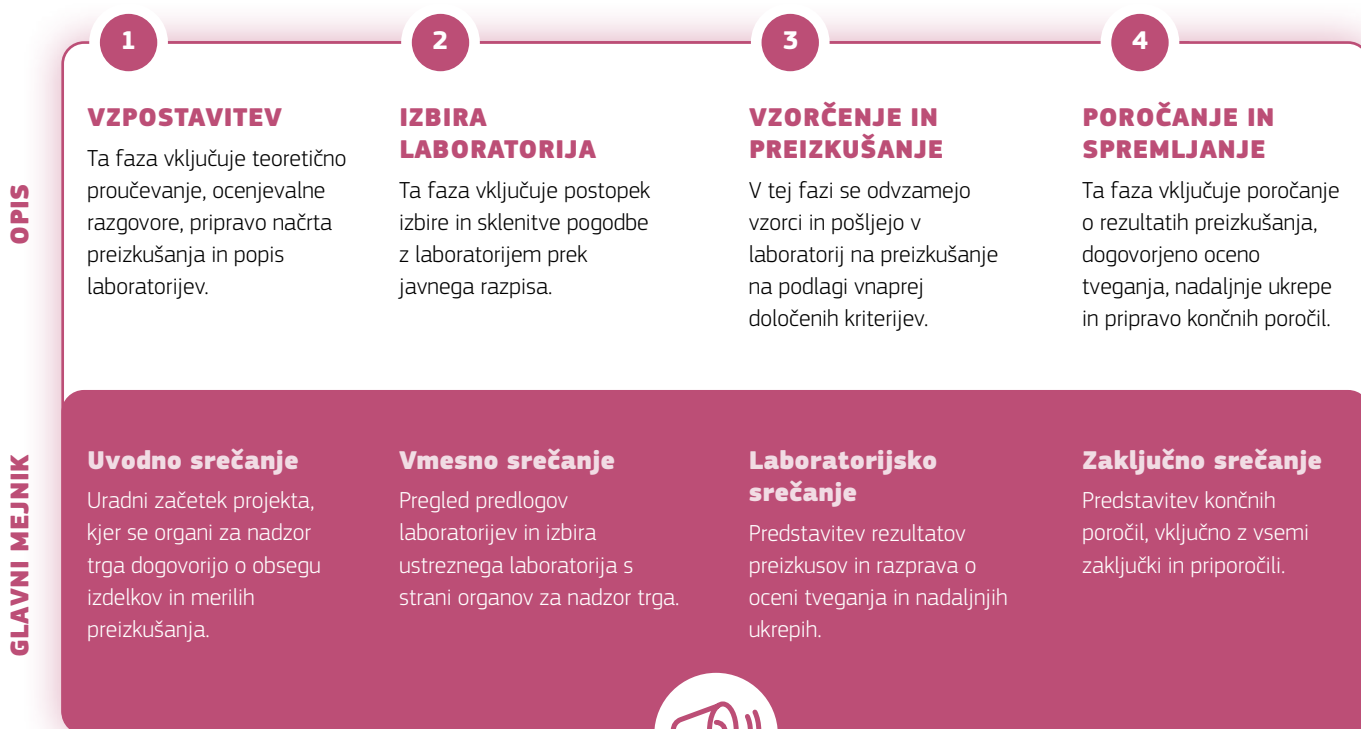 1
2
3
4
OPIS
VZPOSTAVITEV
Ta faza vključuje teoretično
proučevanje, ocenjevalne
razgovore, pripravo načrta
preizkušanja in popis
laboratorijev.
IZBIRA
LABORATORIJA
Ta faza vključuje postopek
izbire in sklenitve pogodbe
z laboratorijem prek
javnega razpisa.
VZORČENJE IN
PREIZKUŠANJE
V tej fazi se odvzamejo
vzorci in pošljejo v
laboratorij na preizkušanje
na podlagi vnaprej
določenih kriterijev.
POROČANJE IN
SPREMLJANJE
Ta faza vključuje poročanje
o rezultatih preizkušanja,
dogovorjeno oceno
tveganja, nadaljnje ukrepe
in pripravo končnih poročil.
GLAVNI MEJNIK
Uvodno srečanje
Uradni začetek projekta,
kjer se organi za nadzor
trga dogovorijo o obsegu
izdelkov in merilih
preizkušanja.
Vmesno srečanje
Pregled predlogov
laboratorijev in izbira
ustreznega laboratorija s
strani organov za nadzor trga.
Laboratorijsko
srečanje
Predstavitev rezultatov
preizkusov in razprava o
oceni tveganja in nadaljnjih
ukrepih.
Zaključno srečanje
Predstavitev končnih
poročil, vključno z vsemi
zaključki in priporočili.